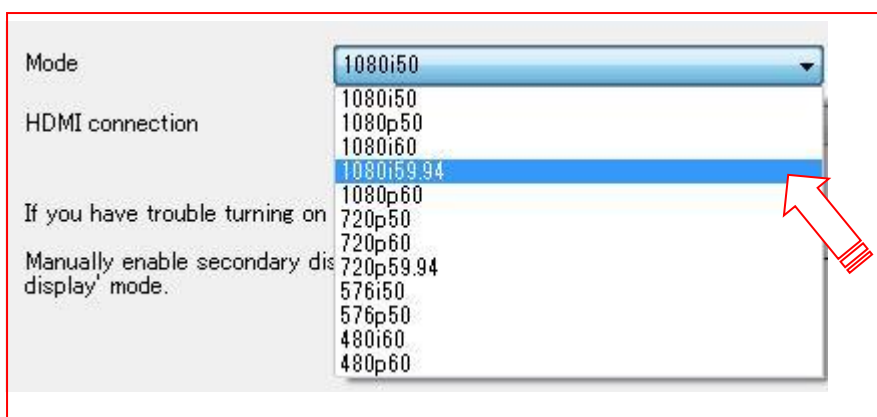 Mode
1080i50
1080i50
HDMI connection
1080p50
1080i60
1080i59.94
1080p60
If you have trouble turning on
720p50
720p60
Manually enable secondary dis
720p59.94
display' mode.
576i50
576p50
480i60
480p60